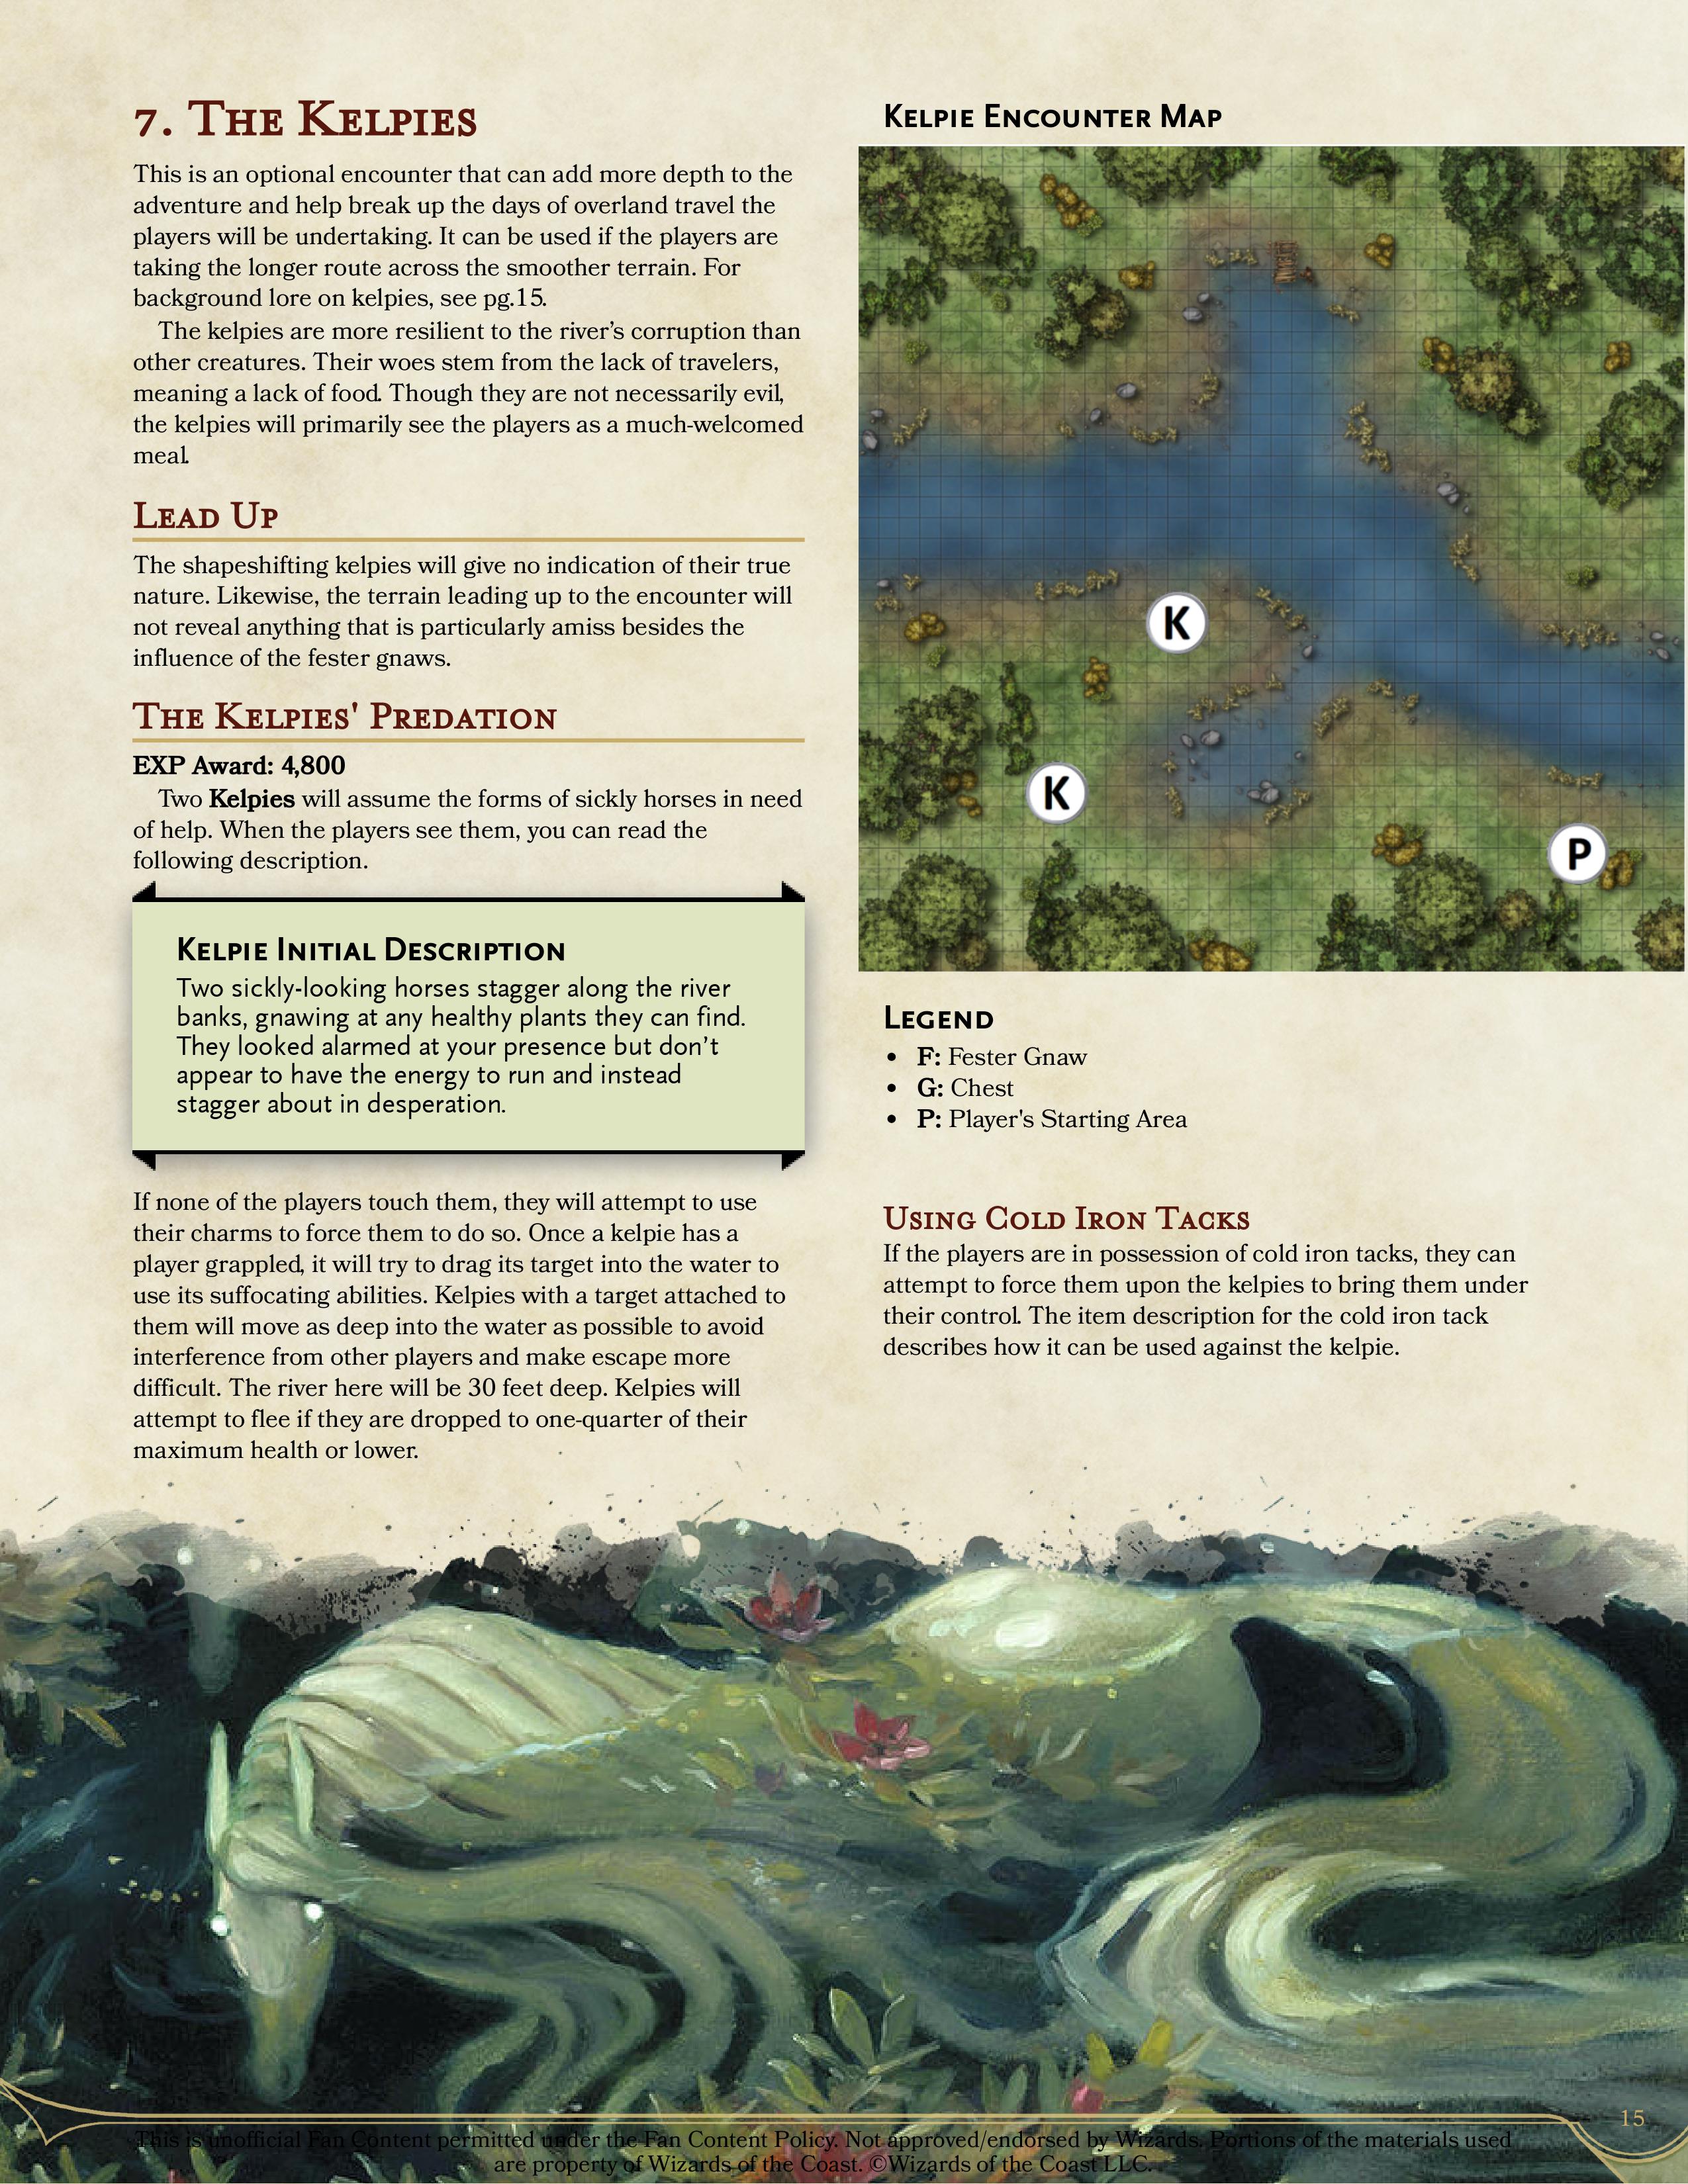 7. The Kelpies
This is an optional encounter that can add more depth to the
adventure and help break up the days of overland travel the
players will be undertaking. It can be used if the players are
taking the longer route across the smoother terrain. For
background lore on kelpies, see pg.15.
The kelpies are more resilient to the river's corruption than
other creatures. Their woes stem from the lack of travelers,
meaning a lack of food. Though they are not necessarily evil,
the kelpies will primarily see the players as a much-welcomed
meal.
Lead Up
The shapeshifting kelpies will give no indication of their true
nature. Likewise, the terrain leading up to the encounter will
not reveal anything that is particularly amiss besides the
influence of the fester gnaws.
The Kelpies' Predation
EXP Award: 4,800
Two Kelpies will assume the forms of sickly horses in need
of help. When the players see them, you can read the
following description.
Kelpie Initial Description
Two sickly-looking horses stagger along the river
banks, gnawing at any healthy plants they can find.
They looked alarmed at your presence but don't
appear to have the energy to run and instead
stagger about in desperation.
If none of the players touch them, they will attempt to use
their charms to force them to do so. Once a kelpie has a
player grappled, it will try to drag its target into the water to
use its suffocating abilities. Kelpies with a target attached to
them will move as deep into the water as possible to avoid
interference from other players and make escape more
difficult. The river here will be 30 feet deep. Kelpies will
attempt to flee if they are dropped to one-quarter of their
maximum health or lower.
Kelpie Encounter Map
K
K
P
Legend
• F: Fester Gnaw
• G: Chest
• P: Player's Starting Area
Using Cold Iron Tacks
If the players are in possession of cold iron tacks, they can
attempt to force them upon the kelpies to bring them under
their control. The item description for the cold iron tack
describes how it can be used against the kelpie.
15
This is unofficial Fan Content permitted under the Fan Content Policy. Not approved/endorsed by Wizards. Portions of the materials used
are property of Wizards of the Coast. ©Wizards of the Coast LLC.